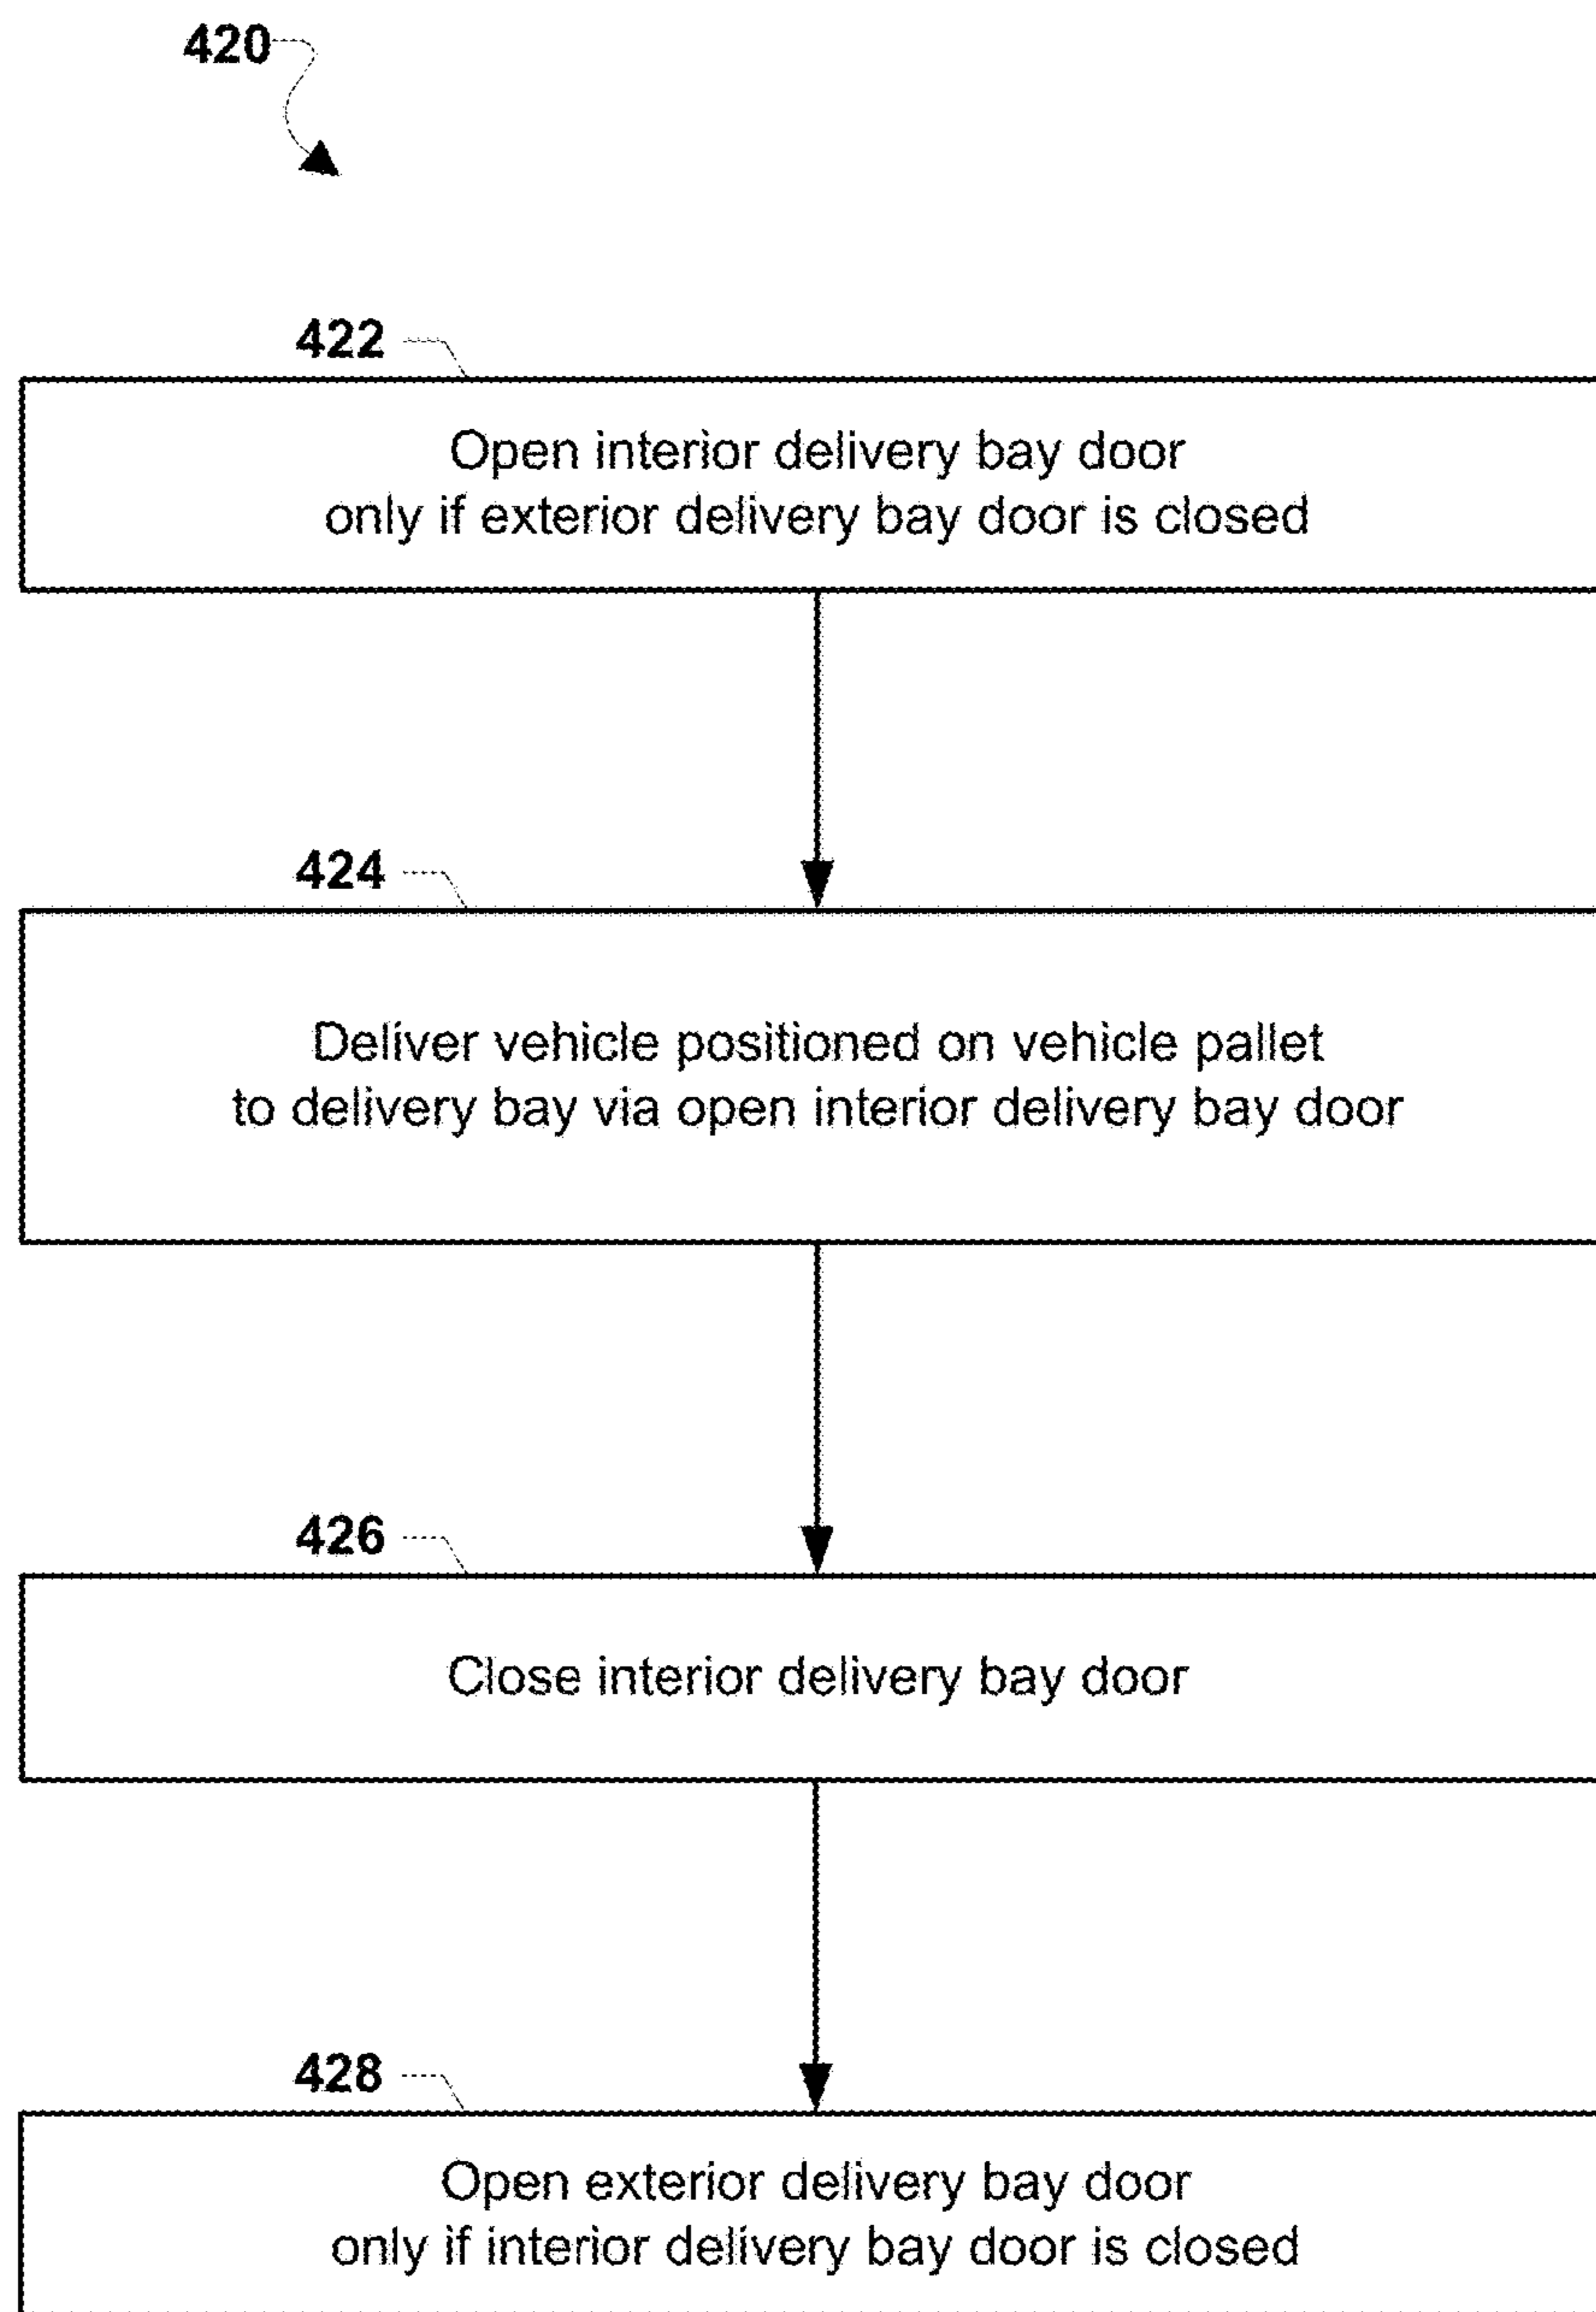 420
422
Open interior delivery bay door
only if exterior delivery bay door is closed
424
Deliver vehicle positioned on vehicle pallet
to delivery bay via open interior delivery bay door
426
Close interior delivery bay door
428
Open exterior delivery bay door
only if interior delivery bay door is closed